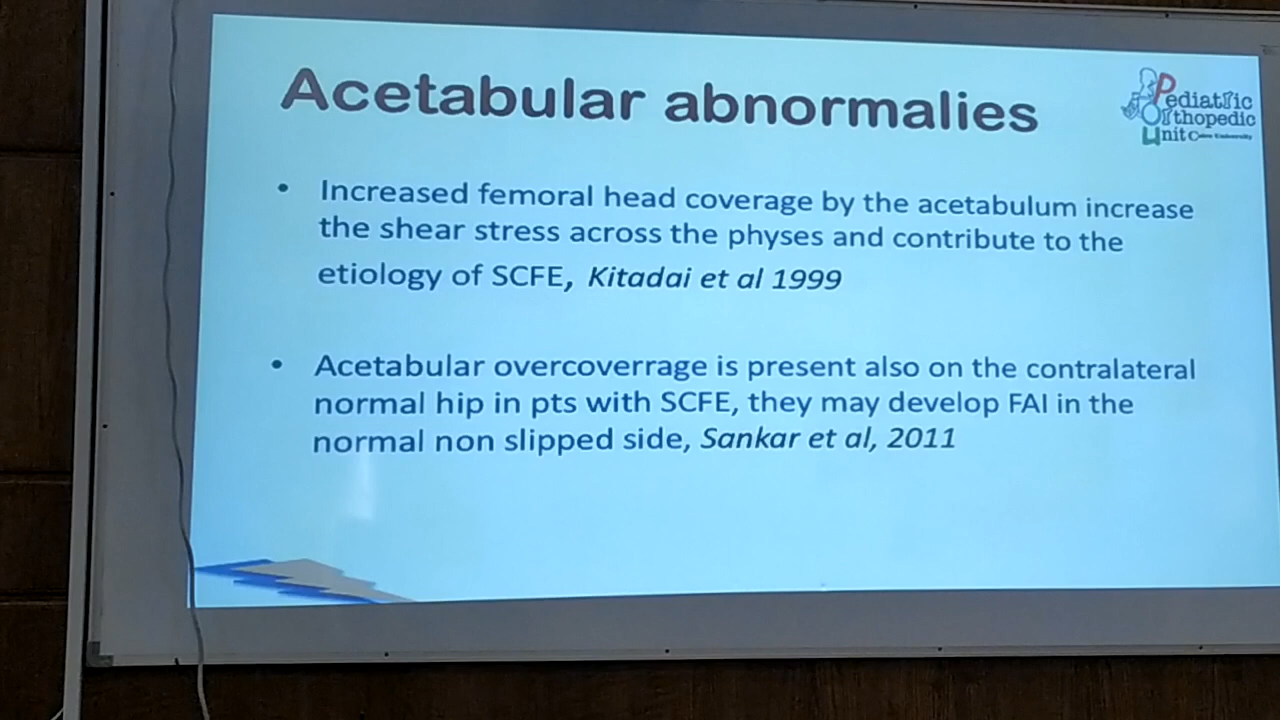 Acetabular abnormalies
Pediatric
Orthopedic
Unit Cairo University
• Increased femoral head coverage by the acetabulum increase
the shear stress across the physes and contribute to the
etiology of SCFE, Kitadai et al 1999
• Acetabular overcoverrage is present also on the contralateral
normal hip in pts with SCFE, they may develop FAI in the
normal non slipped side, Sankar et al, 2011